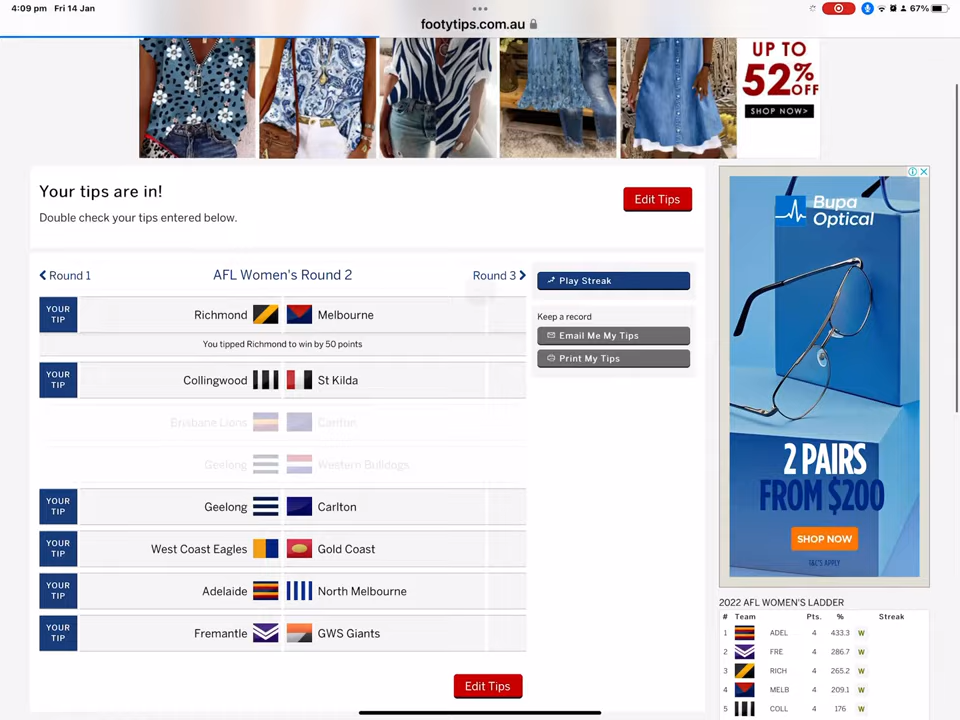 4:09 pm Fri 14 Jan
67%
footytips.com.au
UP TO
52%
OFF
SHOP NOW>
Your tips are in!
Edit Tips
Double check your tips entered below.
Round 1 AFL Women's Round 2 Round 3
Play Streak
YOUR TIP Richmond Melbourne
You tipped Richmond to win by 50 points
Keep a record
Email Me My Tips
Print My Tips
YOUR TIP Collingwood St Kilda
Brisbane Lions Carlton
Geelong Western Bulldogs
YOUR TIP Geelong Carlton
YOUR TIP West Coast Eagles Gold Coast
YOUR TIP Adelaide North Melbourne
YOUR TIP Fremantle GWS Giants
Edit Tips
Bupa
Optical
2 PAIRS
FROM $200
SHOP NOW
T&C'S APPLY
2022 AFL WOMEN'S LADDER
# Team Pts. % Streak
1 ADEL 4 433.3 W
2 FRE 4 286.7 W
3 RICH 4 265.2 W
4 MELB 4 209.1 W
5 COLL 4 176 W